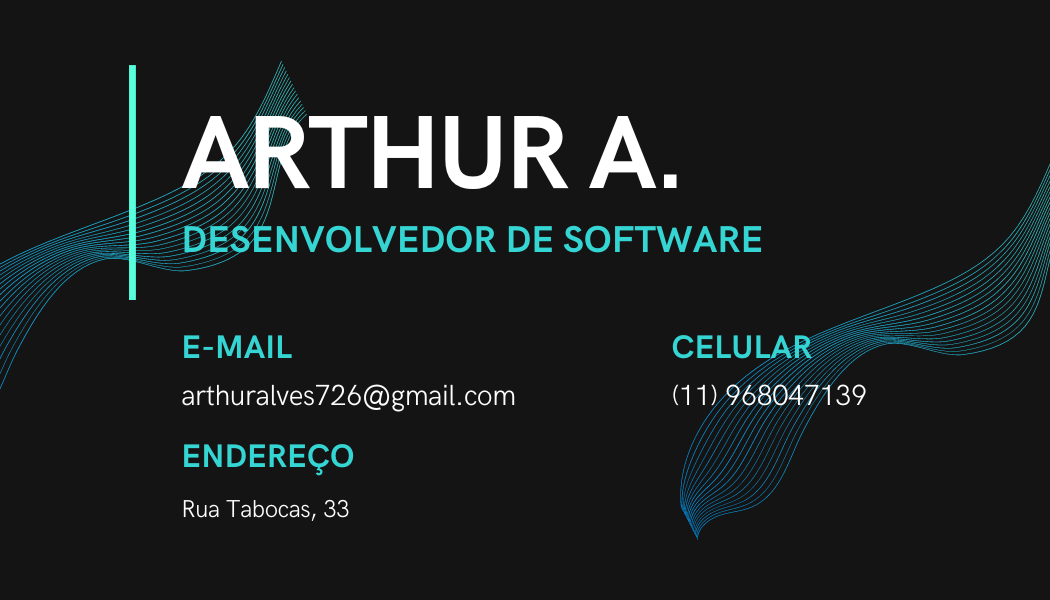 ARTHUR A.
DESENVOLVEDOR DE SOFTWARE
E-MAIL
arthuralves726@gmail.com
CELULAR
(11) 968047139
ENDEREÇO
Rua Tabocas, 33